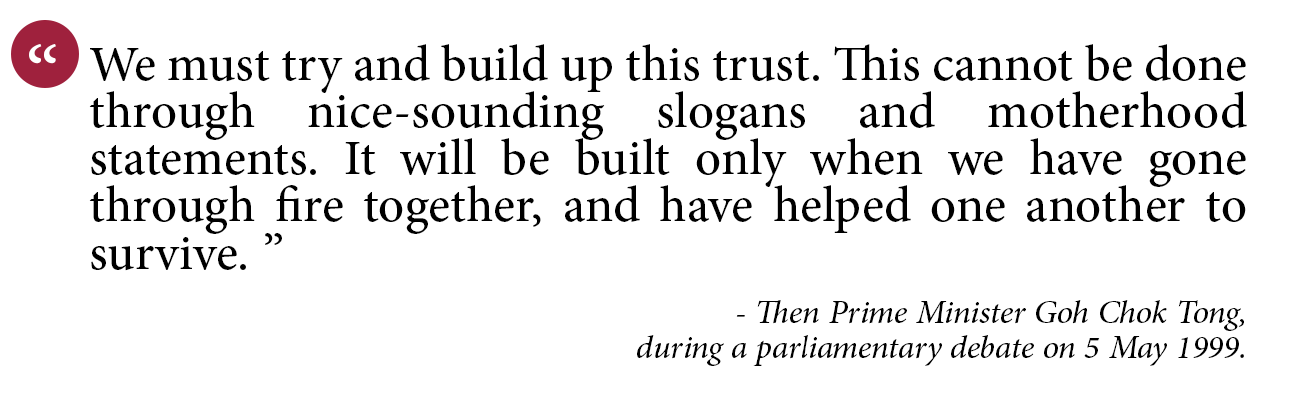 “ We must try and build up this trust. This cannot be done
through nice-sounding slogans and motherhood
statements. It will be built only when we have gone
through fire together, and have helped one another to
survive. ”
- Then Prime Minister Goh Chok Tong,
during a parliamentary debate on 5 May 1999.